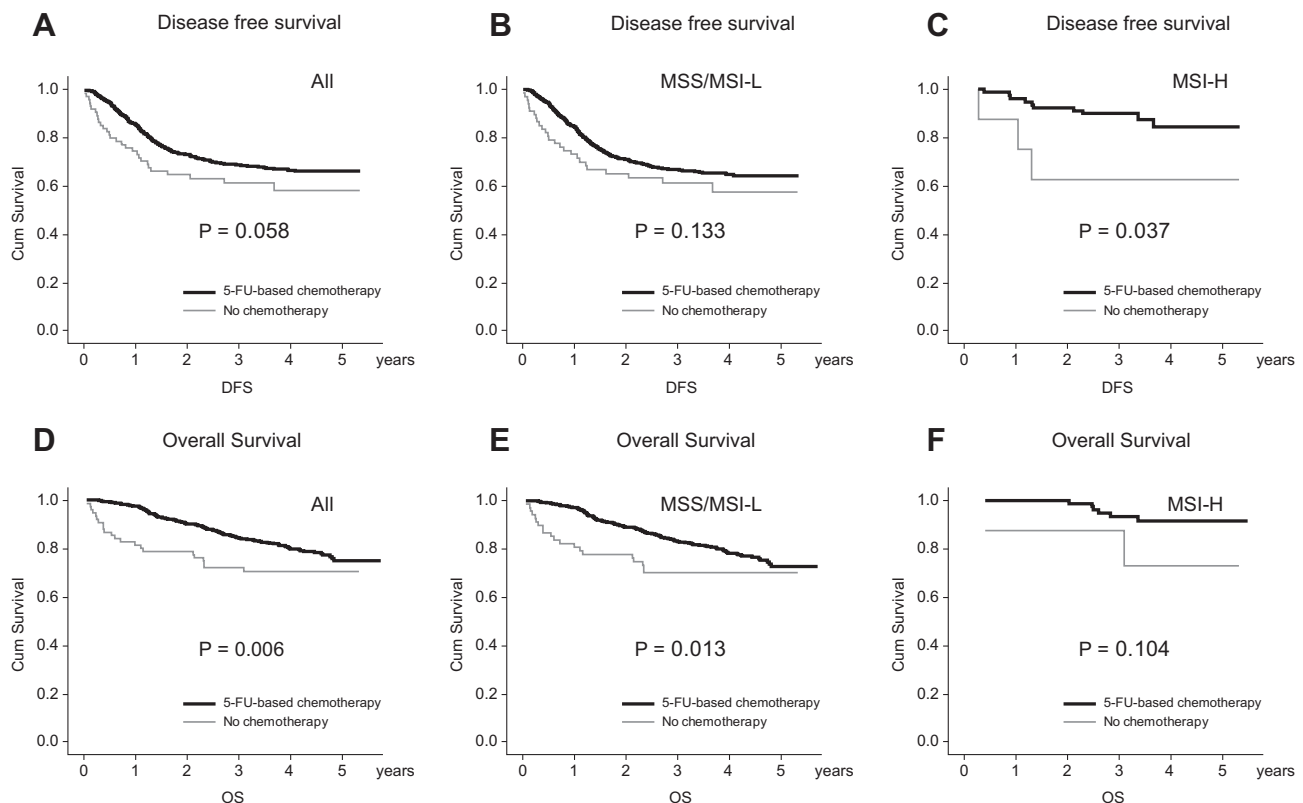 A
Disease free survival
All
1.0
0.8
0.6
0.4
0.2
0.0
Cum Survival
P = 0.058
5-FU-based chemotherapy
No chemotherapy
0 1 2 3 4 5 years
DFS
B
Disease free survival
MSS/MSI-L
1.0
0.8
0.6
0.4
0.2
0.0
Cum Survival
P = 0.133
5-FU-based chemotherapy
No chemotherapy
0 1 2 3 4 5 years
DFS
C
Disease free survival
MSI-H
1.0
0.8
0.6
0.4
0.2
0.0
Cum Survival
P = 0.037
5-FU-based chemotherapy
No chemotherapy
0 1 2 3 4 5 years
DFS
D
Overall Survival
All
1.0
0.8
0.6
0.4
0.2
0.0
Cum Survival
P = 0.006
5-FU-based chemotherapy
No chemotherapy
0 1 2 3 4 5 years
OS
E
Overall Survival
MSS/MSI-L
1.0
0.8
0.6
0.4
0.2
0.0
Cum Survival
P = 0.013
5-FU-based chemotherapy
No chemotherapy
0 1 2 3 4 5 years
OS
F
Overall Survival
MSI-H
1.0
0.8
0.6
0.4
0.2
0.0
Cum Survival
P = 0.104
5-FU-based chemotherapy
No chemotherapy
0 1 2 3 4 5 years
OS